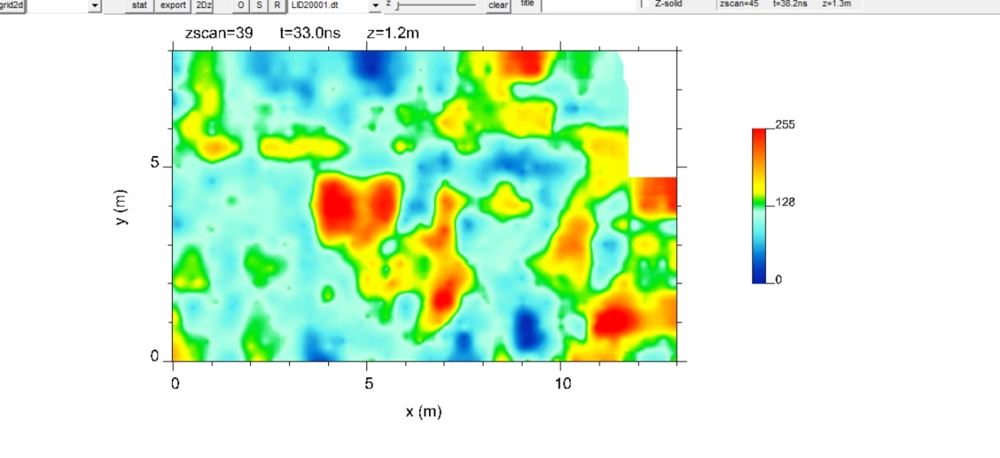 grid2d stat export 2Dz O S R LID20001.dt z clear title Z-solid zscan=45 t=38.2ns z=1.3m
zscan=39 t=33.0ns z=1.2m
255
5
128
y (m)
0
0
0 5 10
x (m)